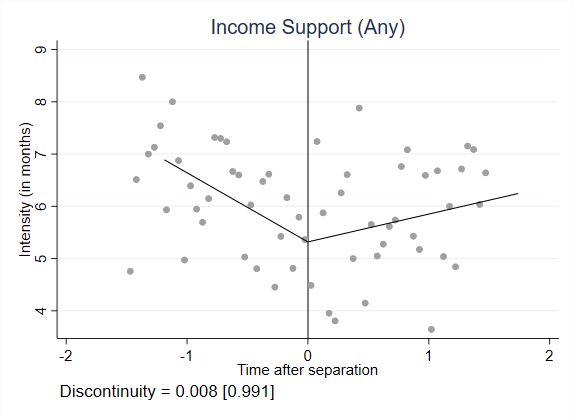 Income Support (Any)
Intensity (in months)
9
8
7
6
5
4
-2 -1 0 1 2
Time after separation
Discontinuity = 0.008 [0.991]